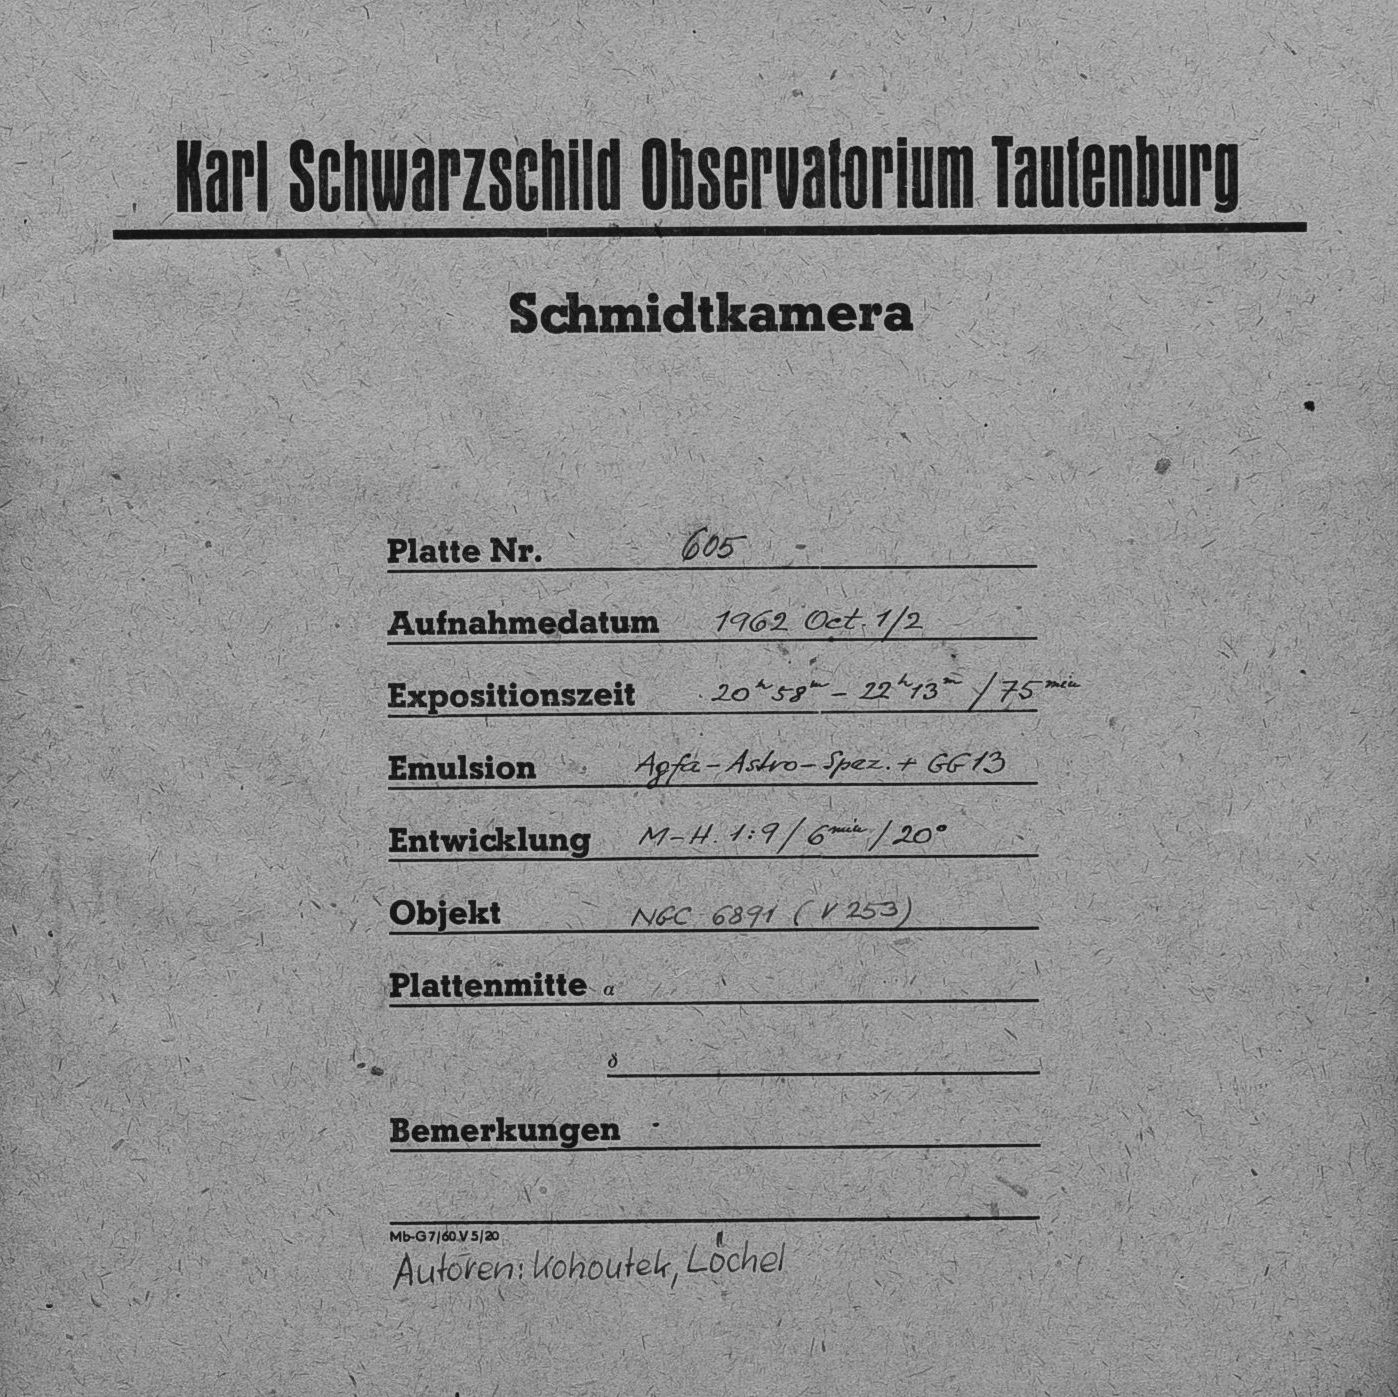 Karl Schwarzschild Observatorium Tautenburg
Schmidtkamera
Platte Nr. 605
Aufnahmedatum 1962 Oct. 1/2
Expositionszeit 20ʰ58ᵐ – 22ʰ13ᵐ / 75ᵐⁱⁿ
Emulsion Agfa-Astro-Spez. + GG13
Entwicklung M-H. 1:9 / 6ᵐⁱⁿ / 20°
Objekt NGC 6891 (V 253)
Plattenmitte α
δ
Bemerkungen
Mb-G 7/60 V 5/20
Autoren: Kohoutek, Löchel